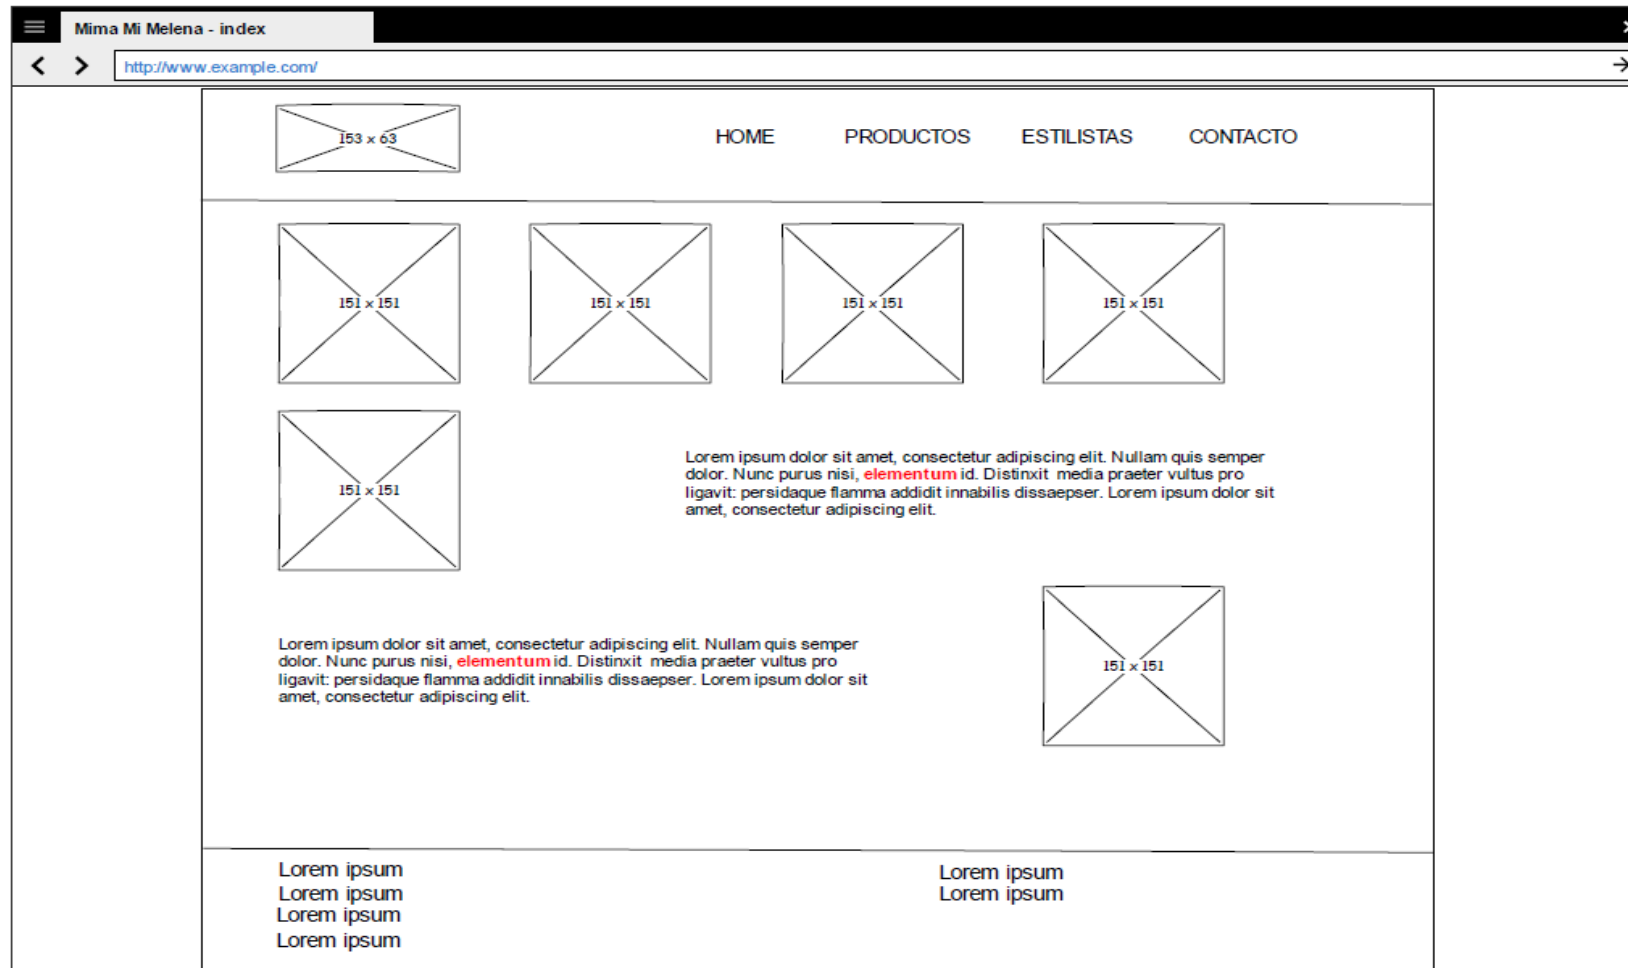 Mima Mi Melena - index
http://www.example.com/
153 x 63
HOME PRODUCTOS ESTILISTAS CONTACTO
151 x 151 151 x 151 151 x 151 151 x 151
151 x 151
Lorem ipsum dolor sit amet, consectetur adipiscing elit. Nullam quis semper
dolor. Nunc purus nisi, elementum id. Distinxit media praeter vultus pro
ligavit: persidaque flamma addidit innabilis dissaepser. Lorem ipsum dolor sit
amet, consectetur adipiscing elit.
Lorem ipsum dolor sit amet, consectetur adipiscing elit. Nullam quis semper
dolor. Nunc purus nisi, elementum id. Distinxit media praeter vultus pro
ligavit: persidaque flamma addidit innabilis dissaepser. Lorem ipsum dolor sit
amet, consectetur adipiscing elit.
151 x 151
Lorem ipsum
Lorem ipsum
Lorem ipsum
Lorem ipsum
Lorem ipsum
Lorem ipsum